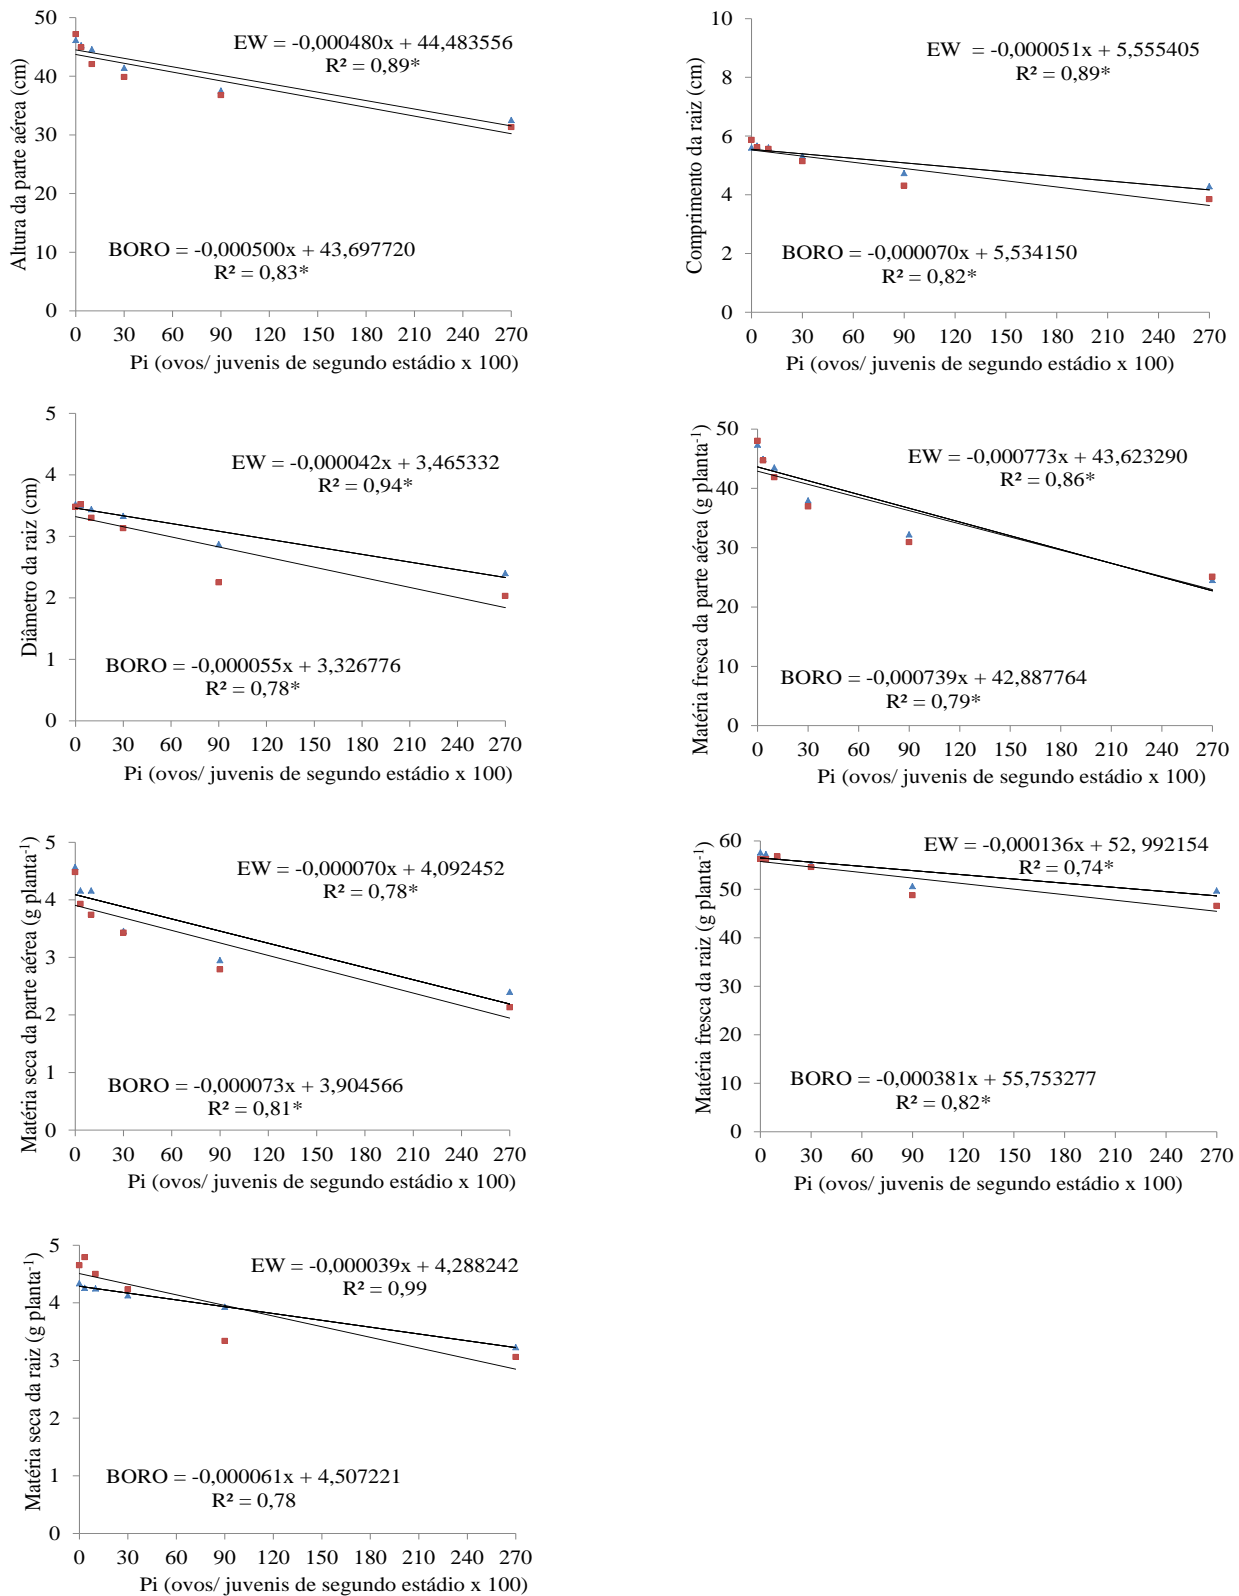 Altura da parte aérea (cm)
50
40
30
20
10
0
EW = -0,000480x + 44,483556
R² = 0,89*
BORO = -0,000500x + 43,697720
R² = 0,83*
0 30 60 90 120 150 180 210 240 270
Pi (ovos/ juvenis de segundo estádio x 100)
Comprimento da raiz (cm)
10
8
6
4
2
0
EW = -0,000051x + 5,555405
R² = 0,89*
BORO = -0,000070x + 5,534150
R² = 0,82*
0 30 60 90 120 150 180 210 240 270
Pi (ovos/ juvenis de segundo estádio x 100)
Diâmetro da raiz (cm)
5
4
3
2
1
0
EW = -0,000042x + 3,465332
R² = 0,94*
BORO = -0,000055x + 3,326776
R² = 0,78*
0 30 60 90 120 150 180 210 240 270
Pi (ovos/ juvenis de segundo estádio x 100)
Matéria fresca da parte aérea (g planta⁻¹)
50
40
30
20
10
0
EW = -0,000773x + 43,623290
R² = 0,86*
BORO = -0,000739x + 42,887764
R² = 0,79*
0 30 60 90 120 150 180 210 240 270
Pi (ovos/ juvenis de segundo estádio x 100)
Matéria seca da parte aérea (g planta⁻¹)
5
4
3
2
1
0
EW = -0,000070x + 4,092452
R² = 0,78*
BORO = -0,000073x + 3,904566
R² = 0,81*
0 30 60 90 120 150 180 210 240 270
Pi (ovos/ juvenis de segundo estádio x 100)
Matéria fresca da raiz (g planta⁻¹)
60
50
40
30
20
10
0
EW = -0,000136x + 52, 992154
R² = 0,74*
BORO = -0,000381x + 55,753277
R² = 0,82*
0 30 60 90 120 150 180 210 240 270
Pi (ovos/ juvenis de segundo estádio x 100)
Matéria seca da raiz (g planta⁻¹)
5
4
3
2
1
0
EW = -0,000039x + 4,288242
R² = 0,99
BORO = -0,000061x + 4,507221
R² = 0,78
0 30 60 90 120 150 180 210 240 270
Pi (ovos/ juvenis de segundo estádio x 100)